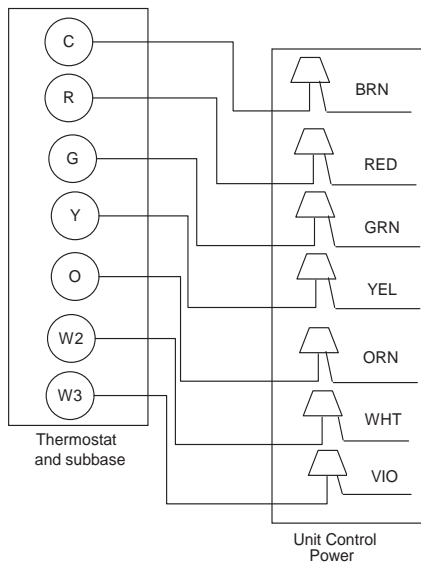 C
R
G
Y
O
W2
W3
Thermostat
and subbase
BRN
RED
GRN
YEL
ORN
WHT
VIO
Unit Control
Power